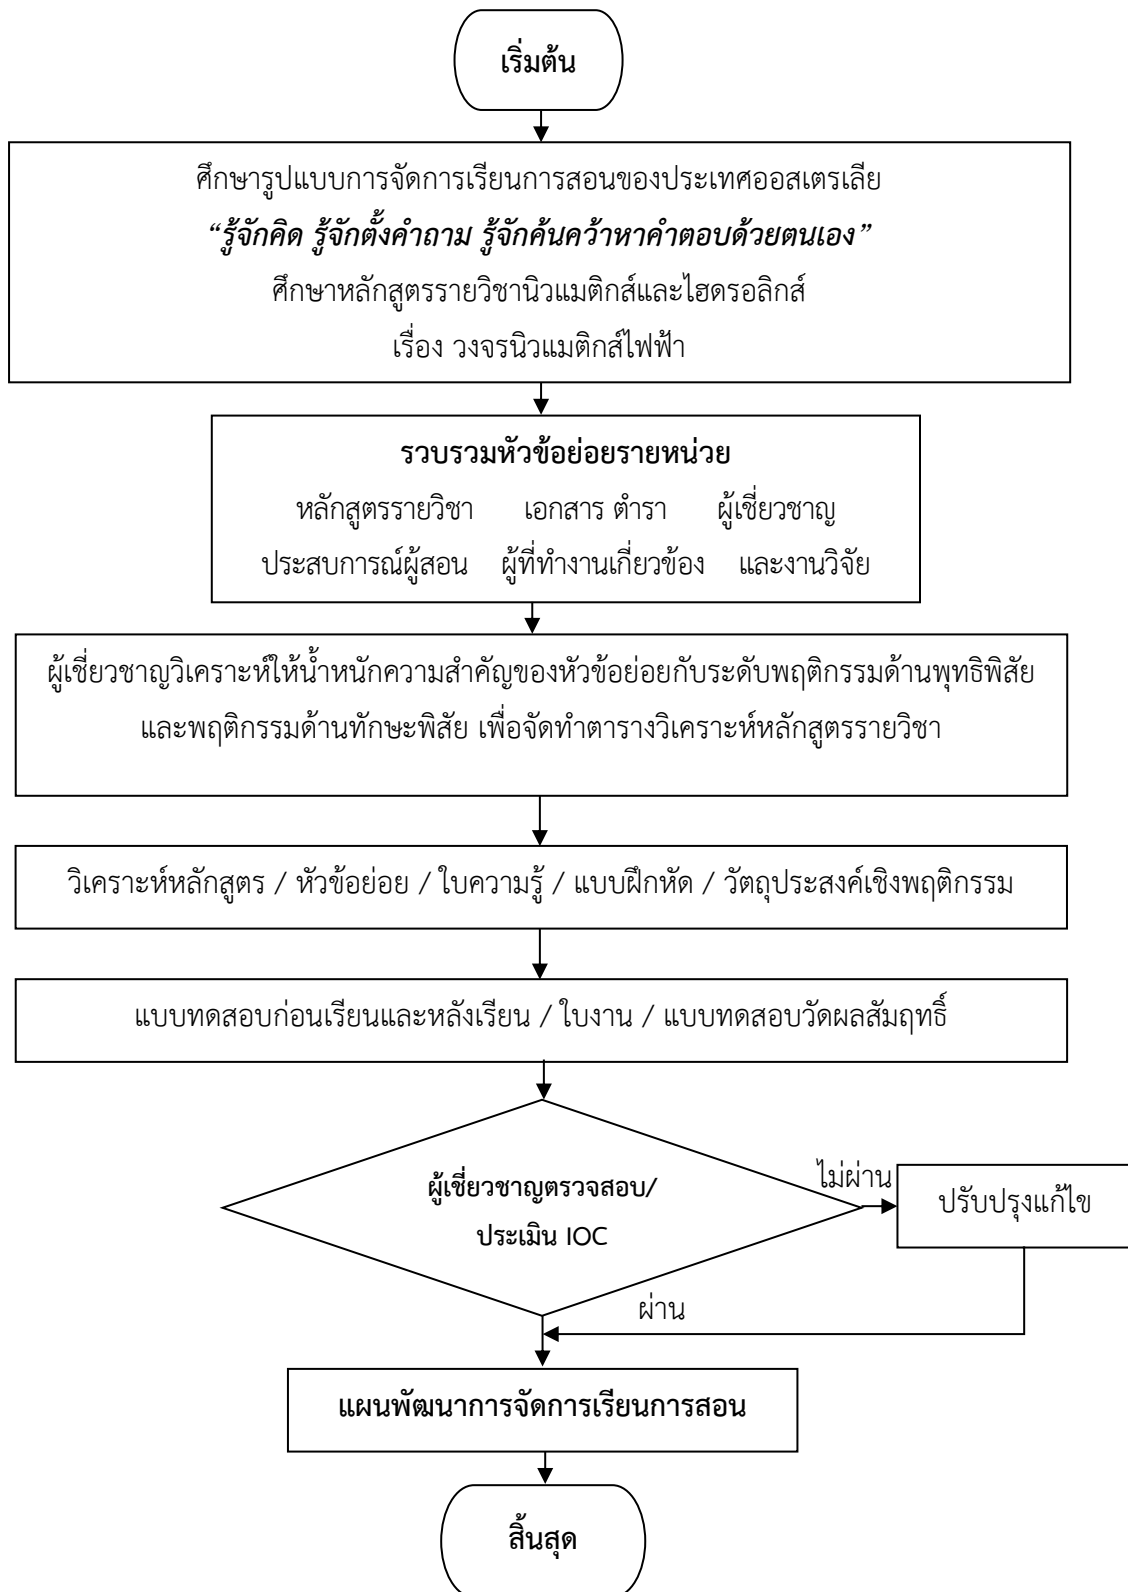 เริ่มต้น
ศึกษารูปแบบการจัดการเรียนการสอนของประเทศออสเตรเลีย
“รู้จักคิด รู้จักตั้งคำถาม รู้จักค้นคว้าหาคำตอบด้วยตนเอง”
ศึกษาหลักสูตรรายวิชานิวแมติกส์และไฮดรอลิกส์
เรื่อง วงจรนิวแมติกส์ไฟฟ้า
รวบรวมหัวข้อย่อยรายหน่วย
หลักสูตรรายวิชา เอกสาร ตำรา ผู้เชี่ยวชาญ
ประสบการณ์ผู้สอน ผู้ที่ทำงานเกี่ยวข้อง และงานวิจัย
ผู้เชี่ยวชาญวิเคราะห์ให้น้ำหนักความสำคัญของหัวข้อย่อยกับระดับพฤติกรรมด้านพุทธิพิสัย
และพฤติกรรมด้านทักษะพิสัย เพื่อจัดทำตารางวิเคราะห์หลักสูตรรายวิชา
วิเคราะห์หลักสูตร / หัวข้อย่อย / ใบความรู้ / แบบฝึกหัด / วัตถุประสงค์เชิงพฤติกรรม
แบบทดสอบก่อนเรียนและหลังเรียน / ใบงาน / แบบทดสอบวัดผลสัมฤทธิ์
ผู้เชี่ยวชาญตรวจสอบ/
ประเมิน IOC
ไม่ผ่าน
ปรับปรุงแก้ไข
ผ่าน
แผนพัฒนาการจัดการเรียนการสอน
สิ้นสุด